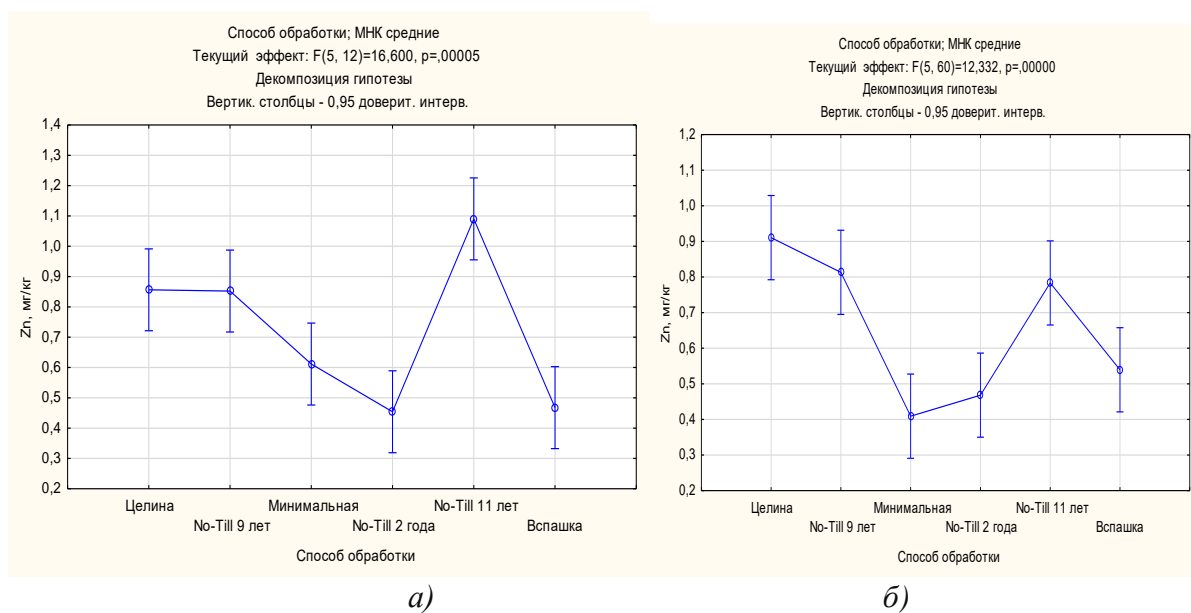 Способ обработки; МНК средние
Текущий эффект: F(5, 12)=16,600, p=,00005
Декомпозиция гипотезы
Вертик. столбцы - 0,95 доверит. интерв.
1,4
1,3
1,2
1,1
1,0
0,9
0,8
0,7
0,6
0,5
0,4
0,3
0,2
Zn, мг/кг
Целина
Минимальная
No-Till 11 лет
No-Till 9 лет
No-Till 2 года
Вспашка
Способ обработки
а)
Способ обработки; МНК средние
Текущий эффект: F(5, 60)=12,332, p=,00000
Декомпозиция гипотезы
Вертик. столбцы - 0,95 доверит. интерв.
1,2
1,1
1,0
0,9
0,8
0,7
0,6
0,5
0,4
0,3
0,2
Zn, мг/кг
Целина
Минимальная
No-Till 11 лет
No-Till 9 лет
No-Till 2 года
Вспашка
Способ обработки
б)